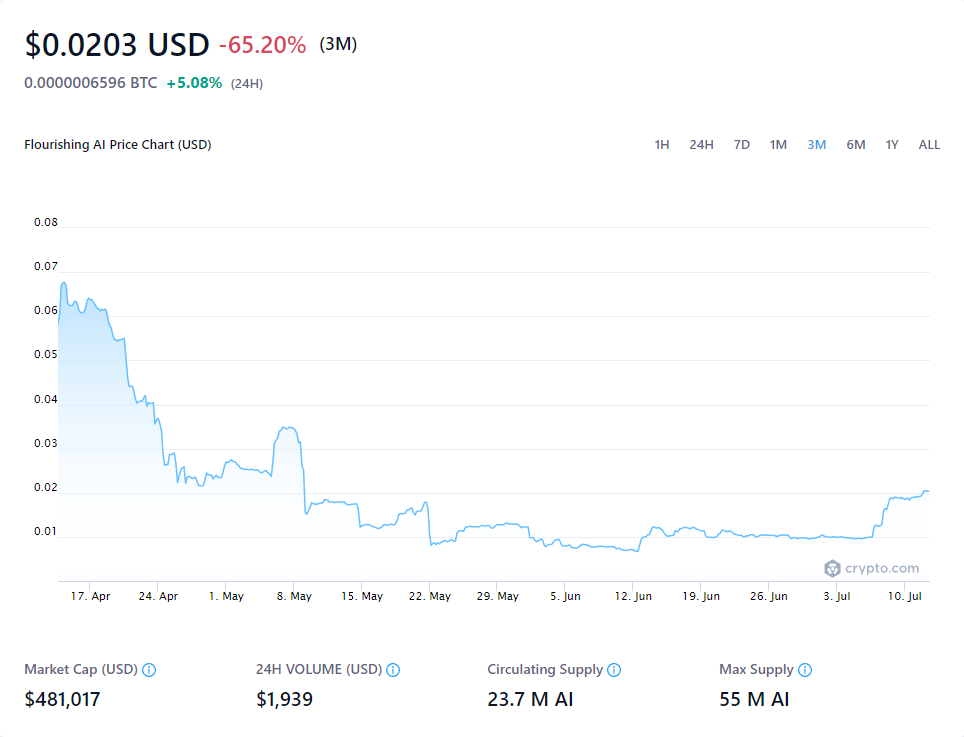 $0.0203 USD -65.20% (3M)
0.0000006596 BTC +5.08% (24H)
Flourishing AI Price Chart (USD)
1H 24H 7D 1M 3M 6M 1Y ALL
0.08
0.07
0.06
0.05
0.04
0.03
0.02
0.01
crypto.com
17. Apr 24. Apr 1. May 8. May 15. May 22. May 29. May 5. Jun 12. Jun 19. Jun 26. Jun 3. Jul 10. Jul
Market Cap (USD) 24H VOLUME (USD) Circulating Supply Max Supply
$481,017 $1,939 23.7 M AI 55 M AI